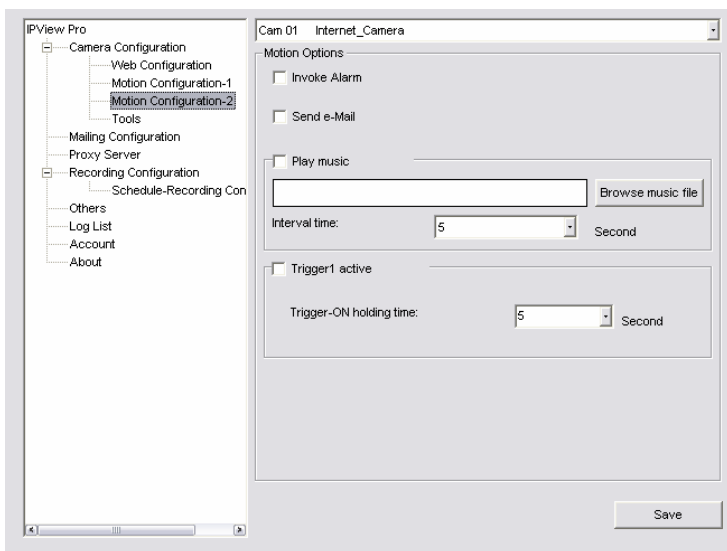 IPView Pro
Camera Configuration
Web Configuration
Motion Configuration-1
Motion Configuration-2
Tools
Mailing Configuration
Proxy Server
Recording Configuration
Schedule-Recording Con
Others
Log List
Account
About
Cam 01 Internet_Camera
Motion Options
Invoke Alarm
Send e-Mail
Play music
Browse music file
Interval time: 5 Second
Trigger1 active
Trigger-ON holding time: 5 Second
Save